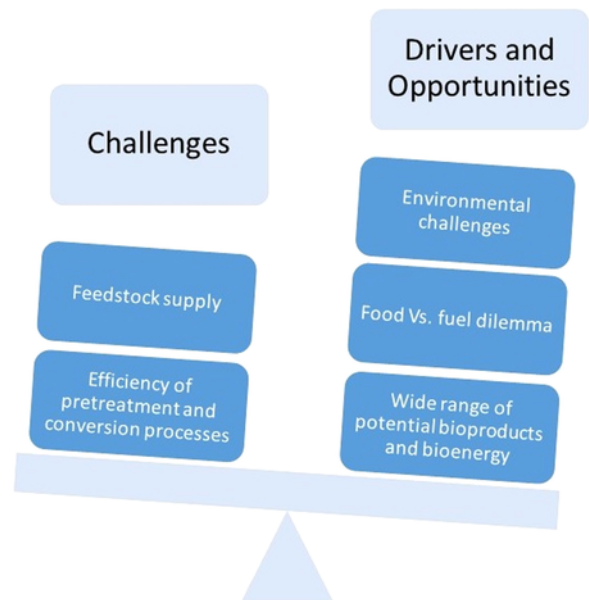 Challenges
Feedstock supply
Efficiency of
pretreatment and
conversion processes
Drivers and
Opportunities
Environmental
challenges
Food Vs. fuel dilemma
Wide range of
potential bioproducts
and bioenergy